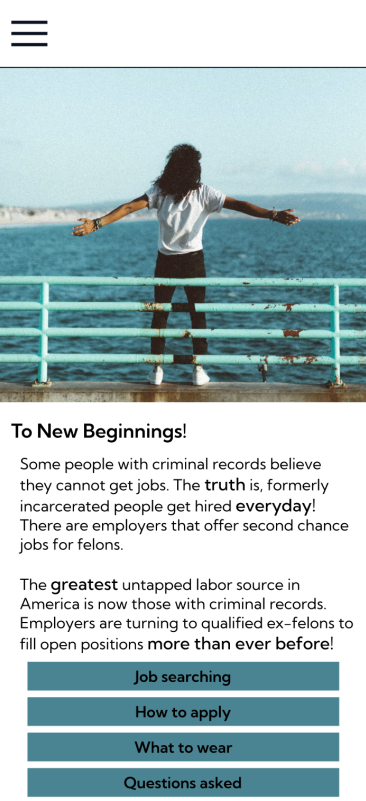 To New Beginnings!
Some people with criminal records believe
they cannot get jobs. The truth is, formerly
incarcerated people get hired everyday!
There are employers that offer second chance
jobs for felons.
The greatest untapped labor source in
America is now those with criminal records.
Employers are turning to qualified ex-felons to
fill open positions more than ever before!
Job searching
How to apply
What to wear
Questions asked